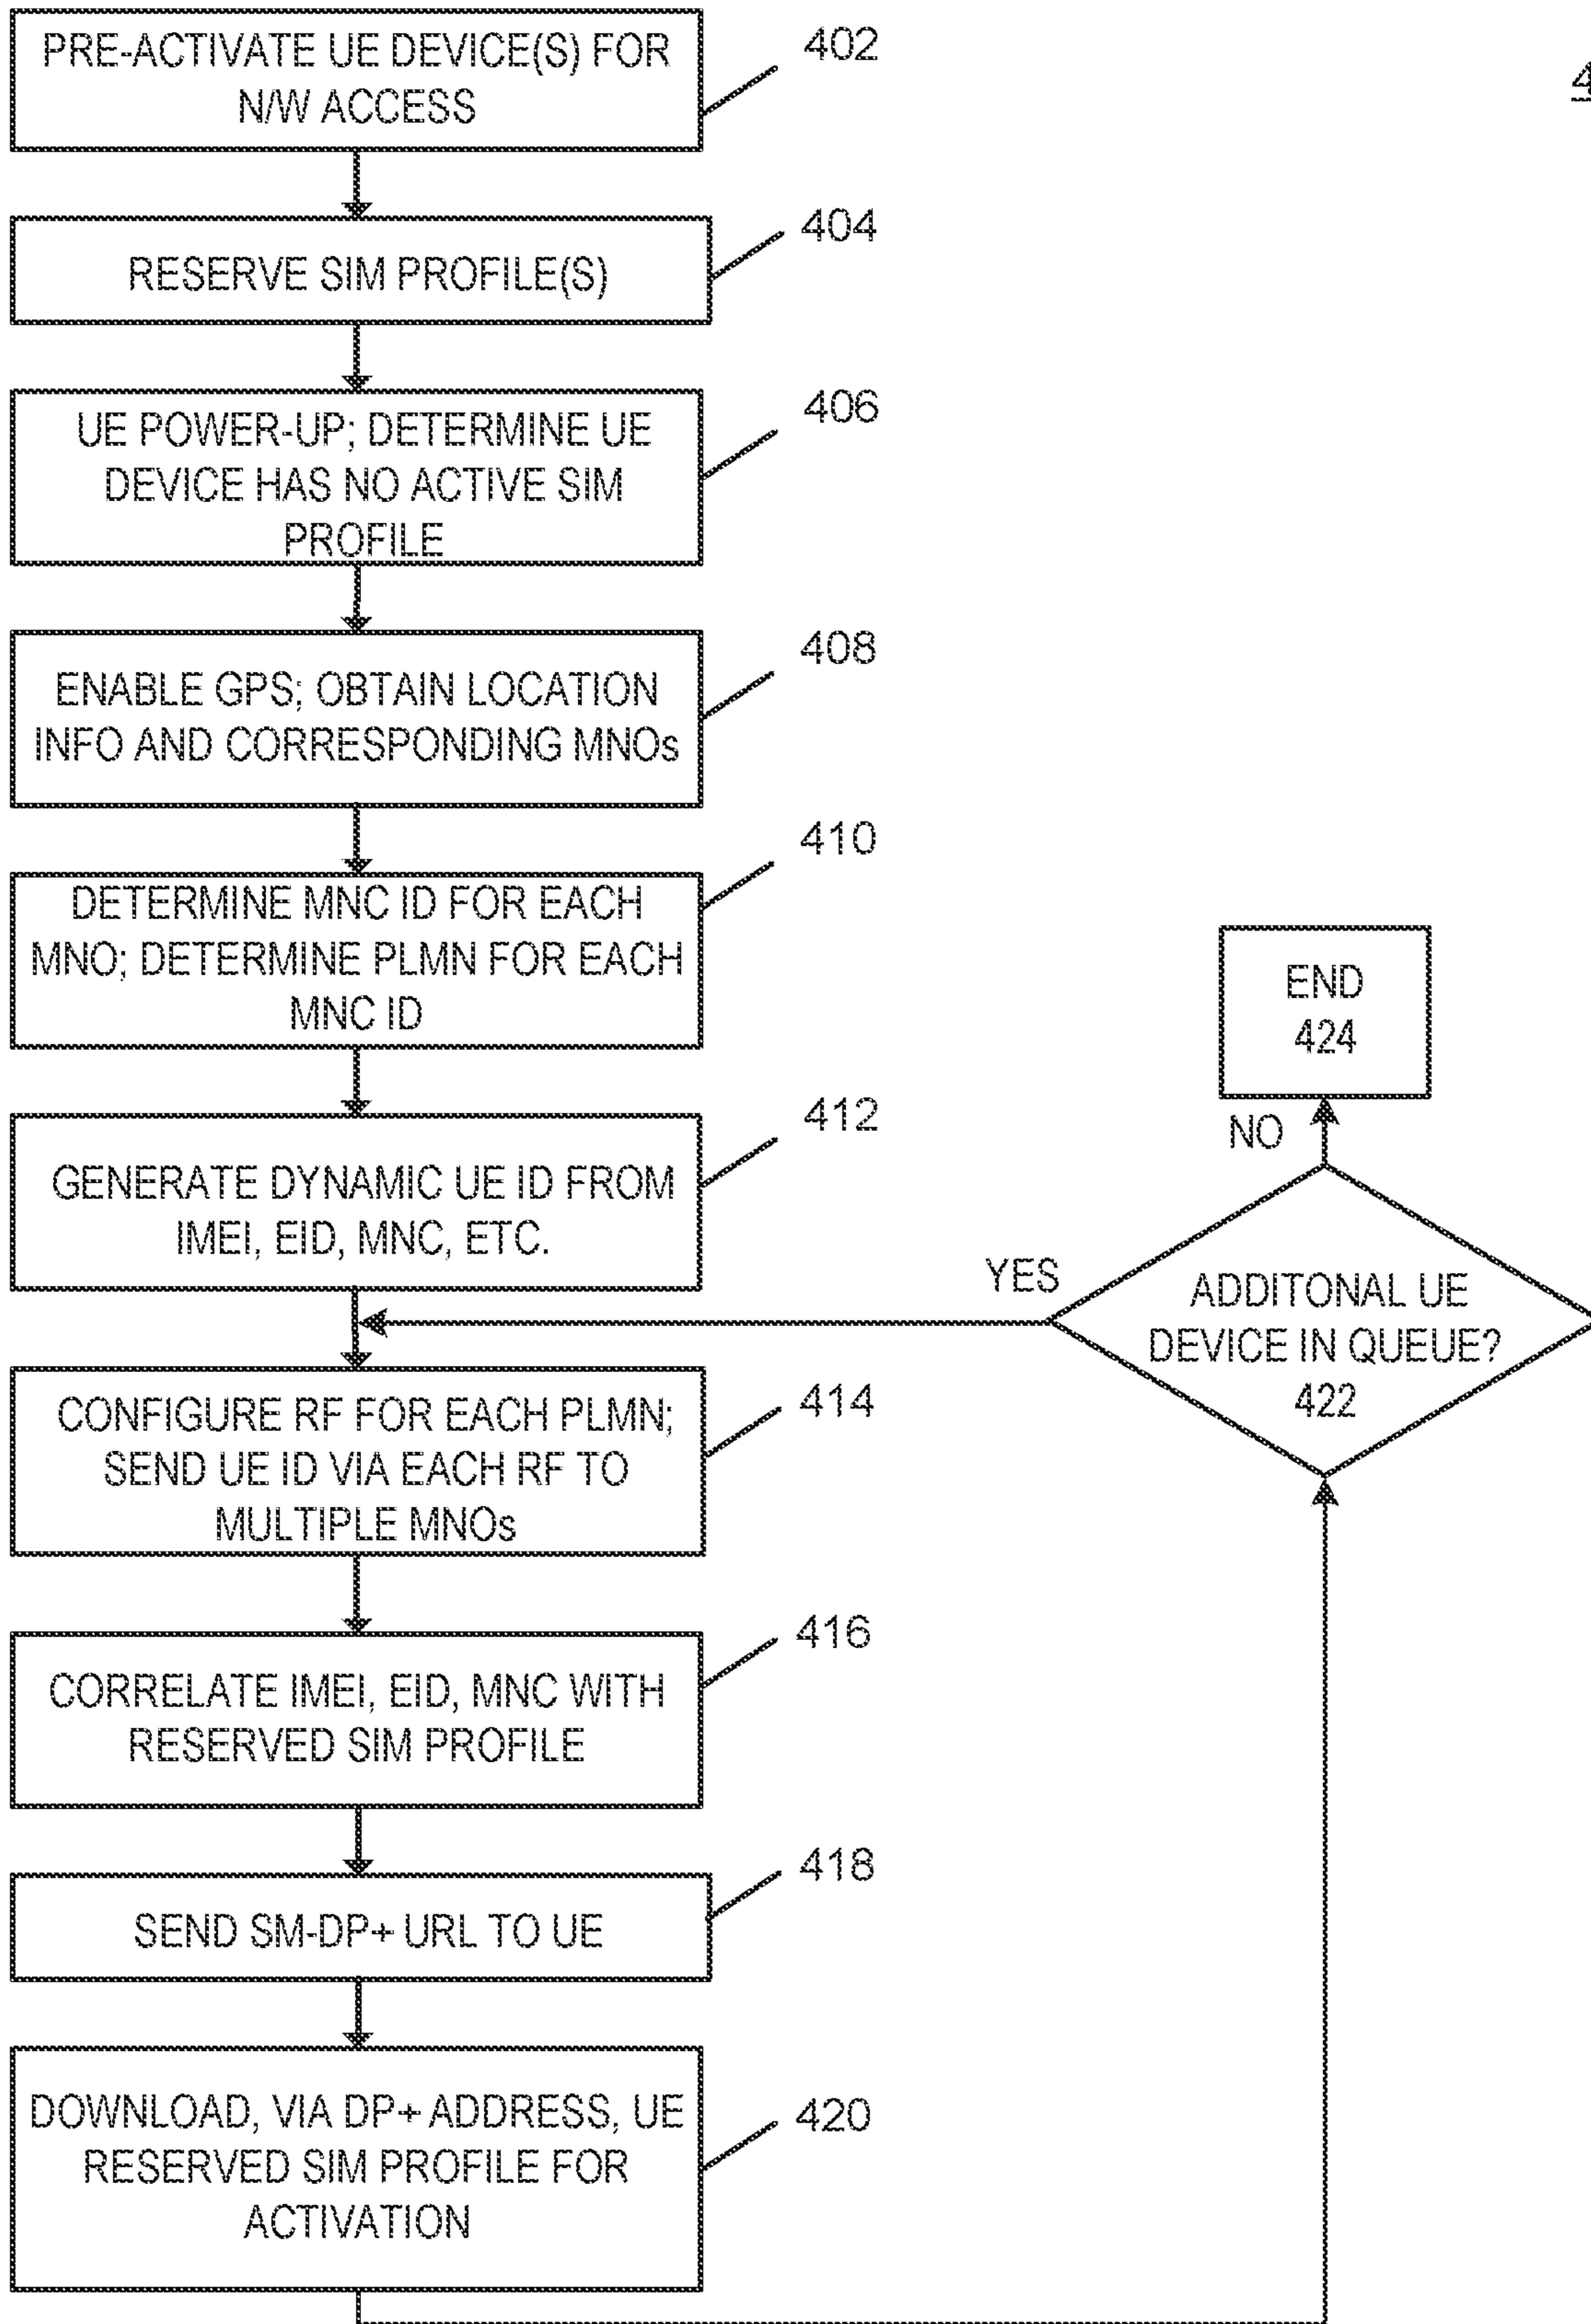 PRE-ACTIVATE UE DEVICE(S) FOR
N/W ACCESS
402
4
RESERVE SIM PROFILE(S)
404
UE POWER-UP; DETERMINE UE
DEVICE HAS NO ACTIVE SIM
PROFILE
406
ENABLE GPS; OBTAIN LOCATION
INFO AND CORRESPONDING MNOs
408
DETERMINE MNC ID FOR EACH
MNO; DETERMINE PLMN FOR EACH
MNC ID
410
GENERATE DYNAMIC UE ID FROM
IMEI, EID, MNC, ETC.
412
CONFIGURE RF FOR EACH PLMN;
SEND UE ID VIA EACH RF TO
MULTIPLE MNOs
414
CORRELATE IMEI, EID, MNC WITH
RESERVED SIM PROFILE
416
SEND SM-DP+ URL TO UE
418
DOWNLOAD, VIA DP+ ADDRESS, UE
RESERVED SIM PROFILE FOR
ACTIVATION
420
ADDITONAL UE
DEVICE IN QUEUE?
422
YES
NO
END
424